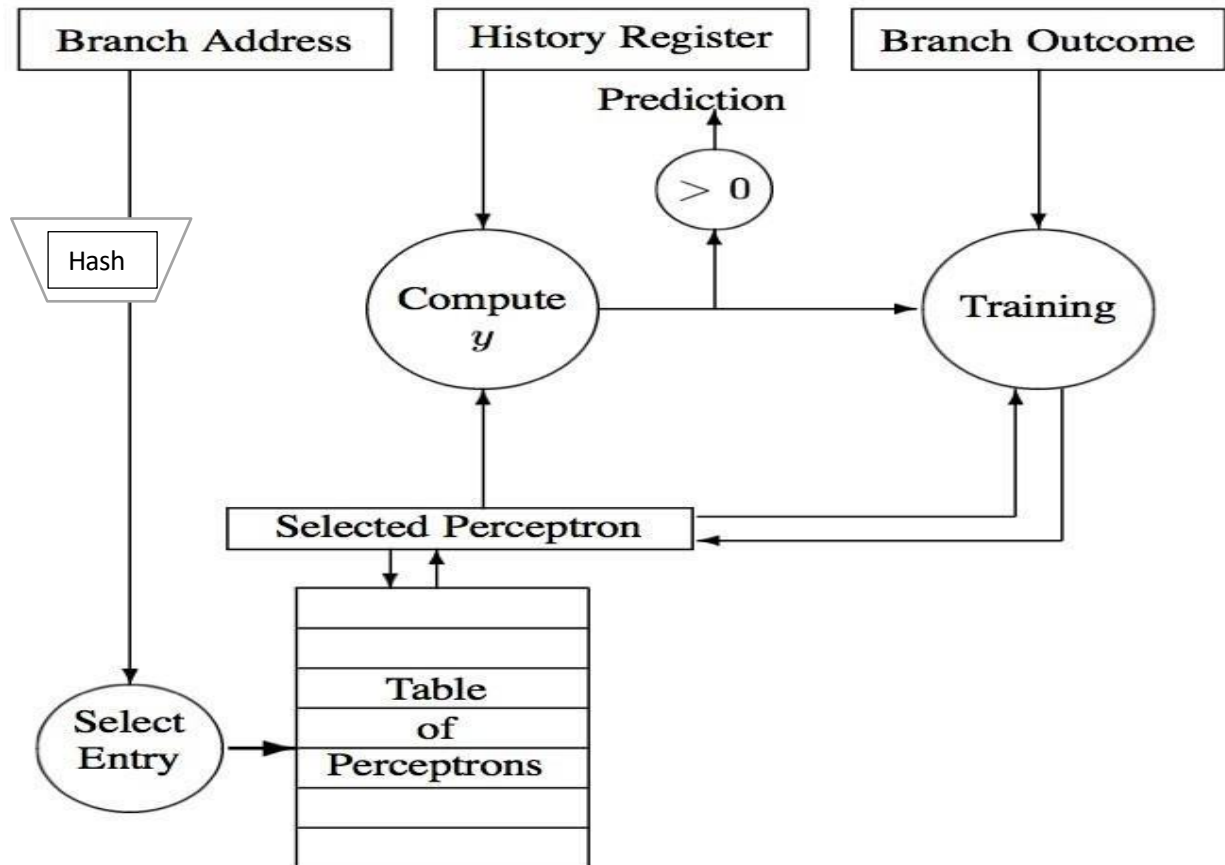 Branch Address
History Register
Branch Outcome
Prediction
> 0
Hash
Compute
y
Training
Selected Perceptron
Select
Entry
Table
of
Perceptrons